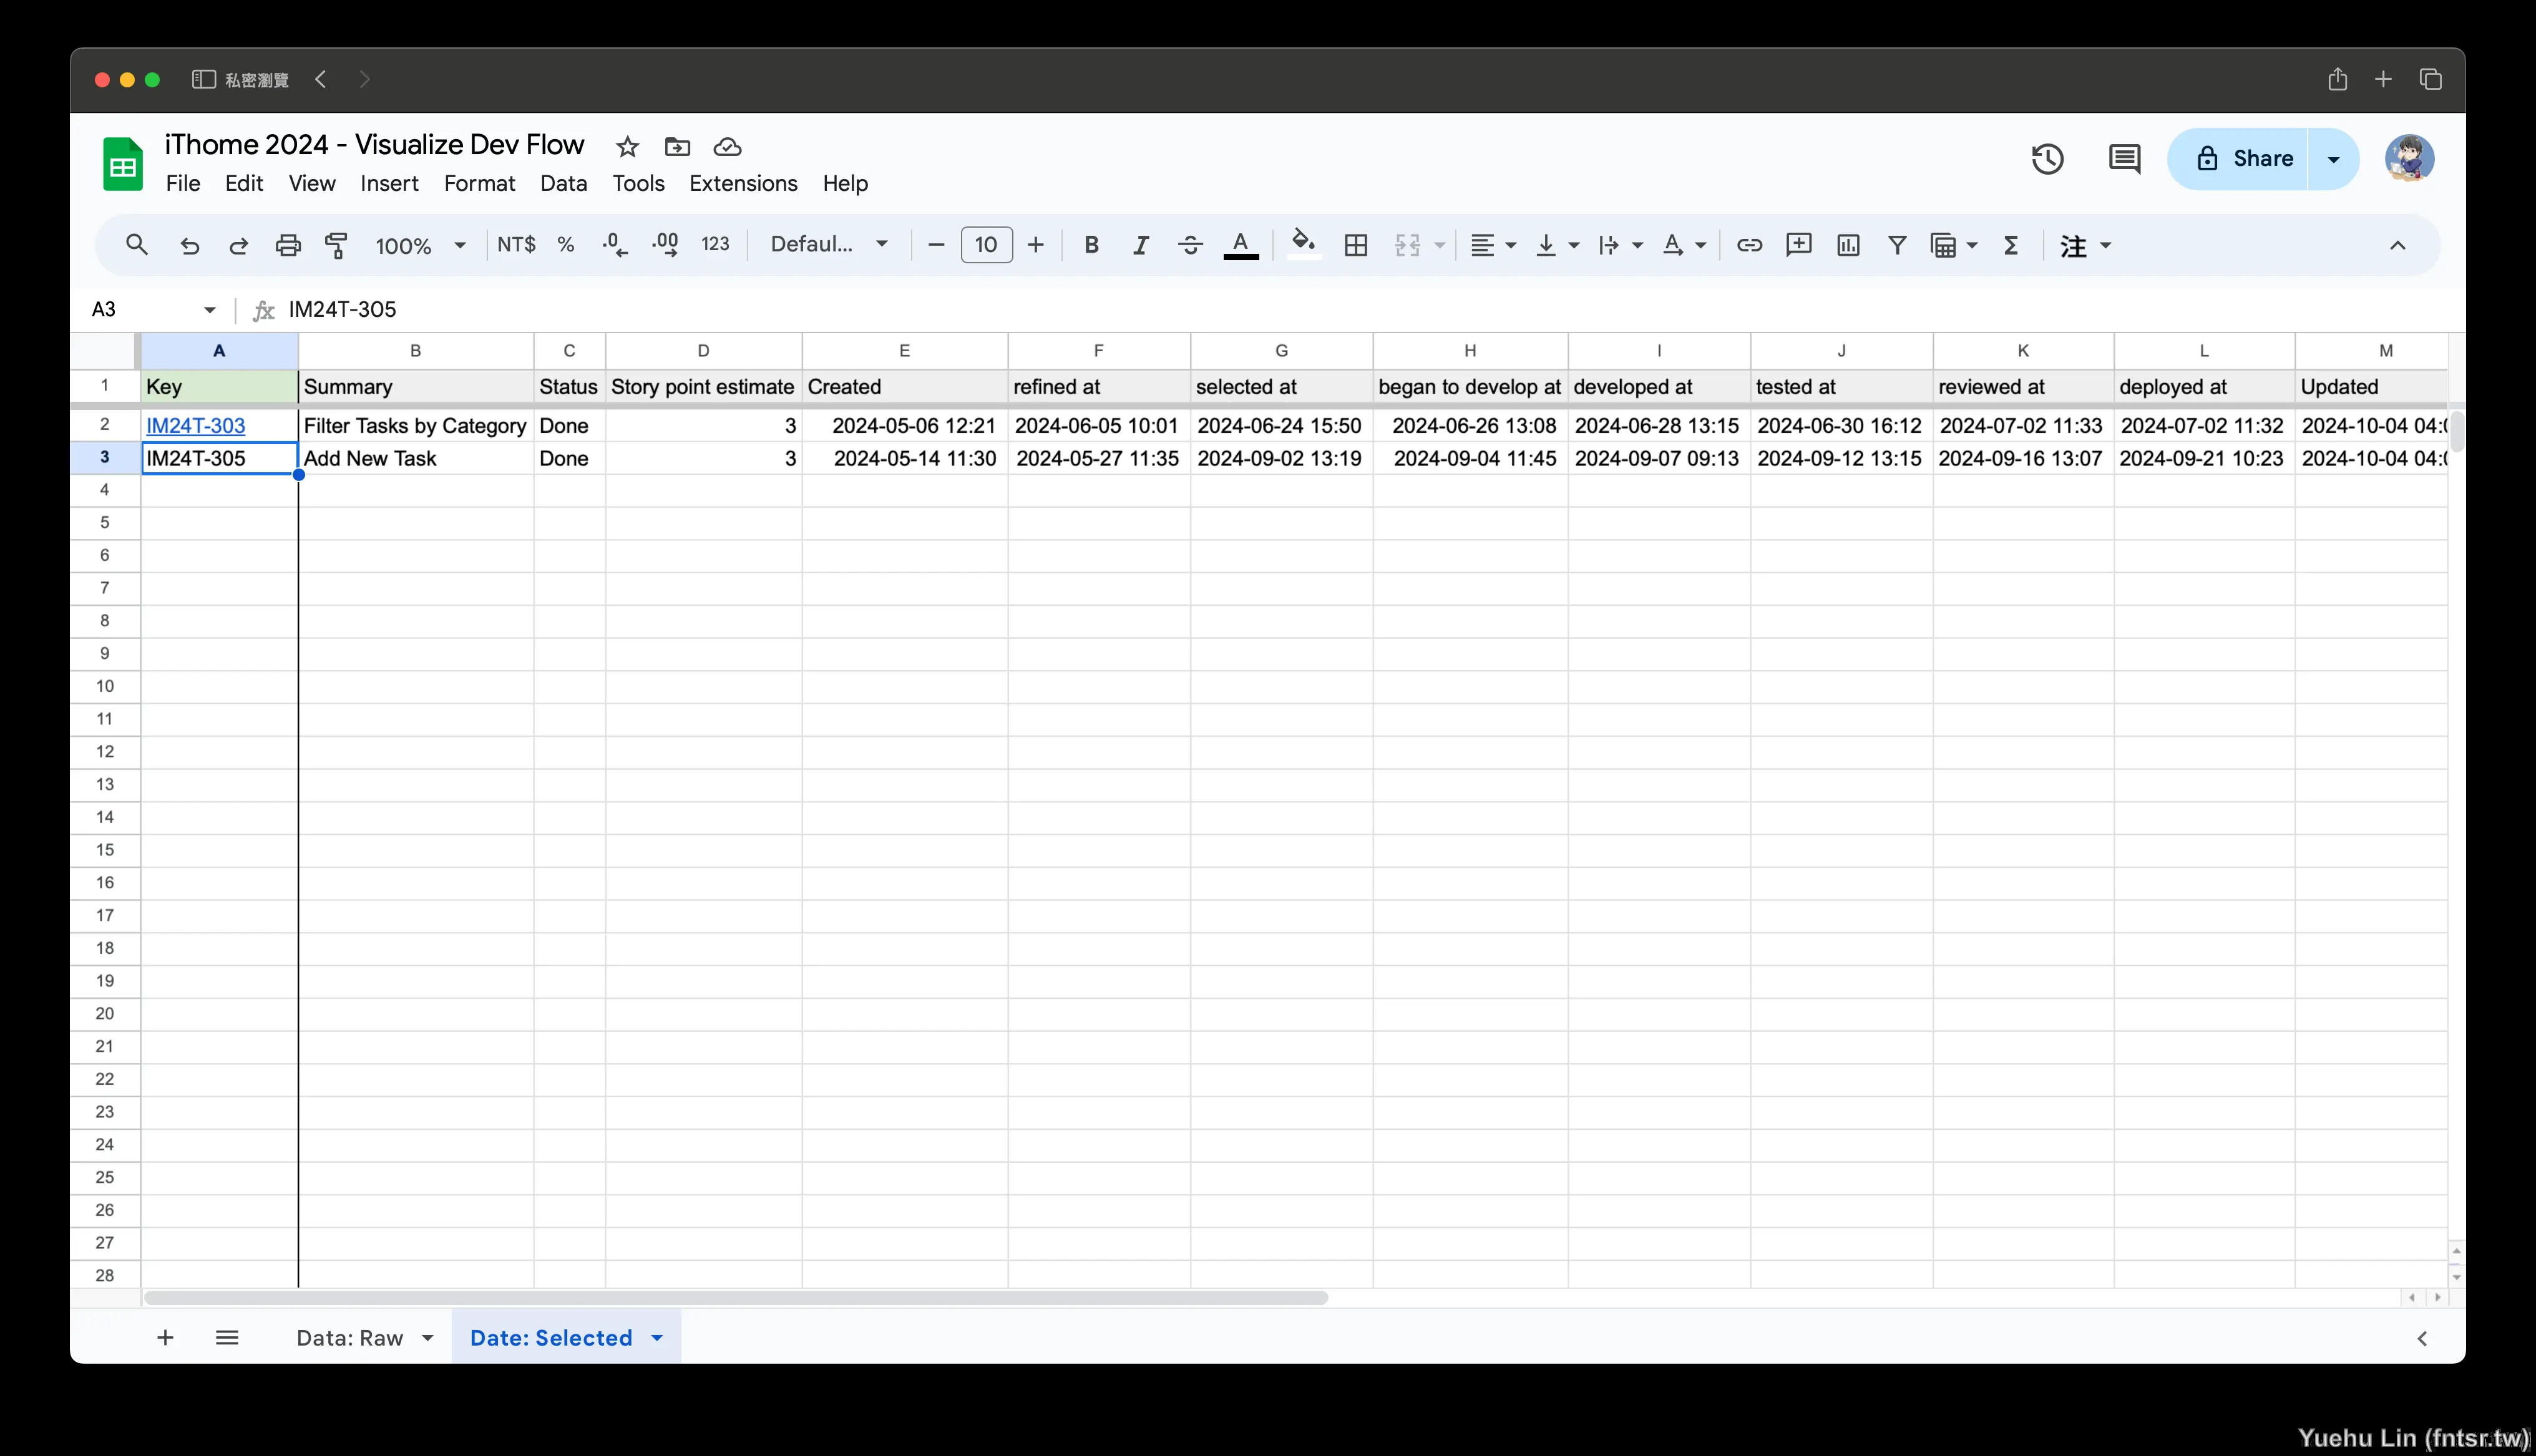 私密瀏覽
iThome 2024 - Visualize Dev Flow
File Edit View Insert Format Data Tools Extensions Help
Share
100% NT$ % .0 .00 123 Defaul... 10 B I A 注
A3 fx IM24T-305
A B C D E F G H I J K L M
1 Key Summary Status Story point estimate Created refined at selected at began to develop at developed at tested at reviewed at deployed at Updated
2 IM24T-303 Filter Tasks by Category Done 3 2024-05-06 12:21 2024-06-05 10:01 2024-06-24 15:50 2024-06-26 13:08 2024-06-28 13:15 2024-06-30 16:12 2024-07-02 11:33 2024-07-02 11:32 2024-10-04 04:0
3 IM24T-305 Add New Task Done 3 2024-05-14 11:30 2024-05-27 11:35 2024-09-02 13:19 2024-09-04 11:45 2024-09-07 09:13 2024-09-12 13:15 2024-09-16 13:07 2024-09-21 10:23 2024-10-04 04:0
4
5
6
7
8
9
10
11
12
13
14
15
16
17
18
19
20
21
22
23
24
25
26
27
28
Data: Raw Date: Selected
Yuehu Lin (fntsr.tw)